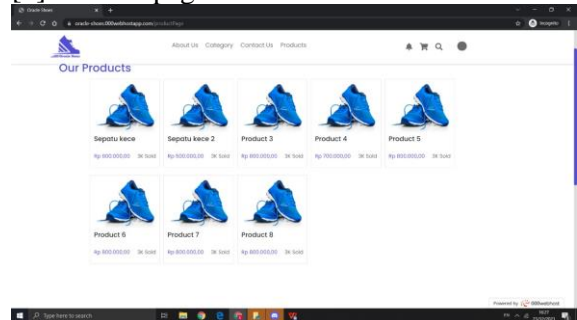 Oracle Shoes
oracle-shoes.000webhostapp.com/productPage
Incognito
About Us Category Contact Us Products
Our Products
Sepatu kece
Sepatu kece 2
Product 3
Product 4
Product 5
3K Sold
Rp 500.000,00 3K Sold
Rp 800.000,00 3K Sold
Rp 700.000,00 3K Sold
Rp 800.000,00 3K Sold
Product 6
Product 7
Product 8
Rp 800.000,00 3K Sold
Rp 800.000,00 3K Sold
Rp 800.000,00 3K Sold
Powered by 000webhost
Type here to search